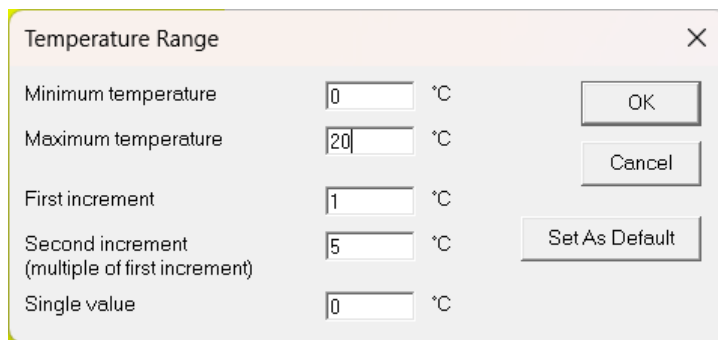 Temperature Range
Minimum temperature 0 °C
OK
Maximum temperature 20 °C
Cancel
First increment 1 °C
Second increment 5 °C
(multiple of first increment)
Set As Default
Single value 0 °C